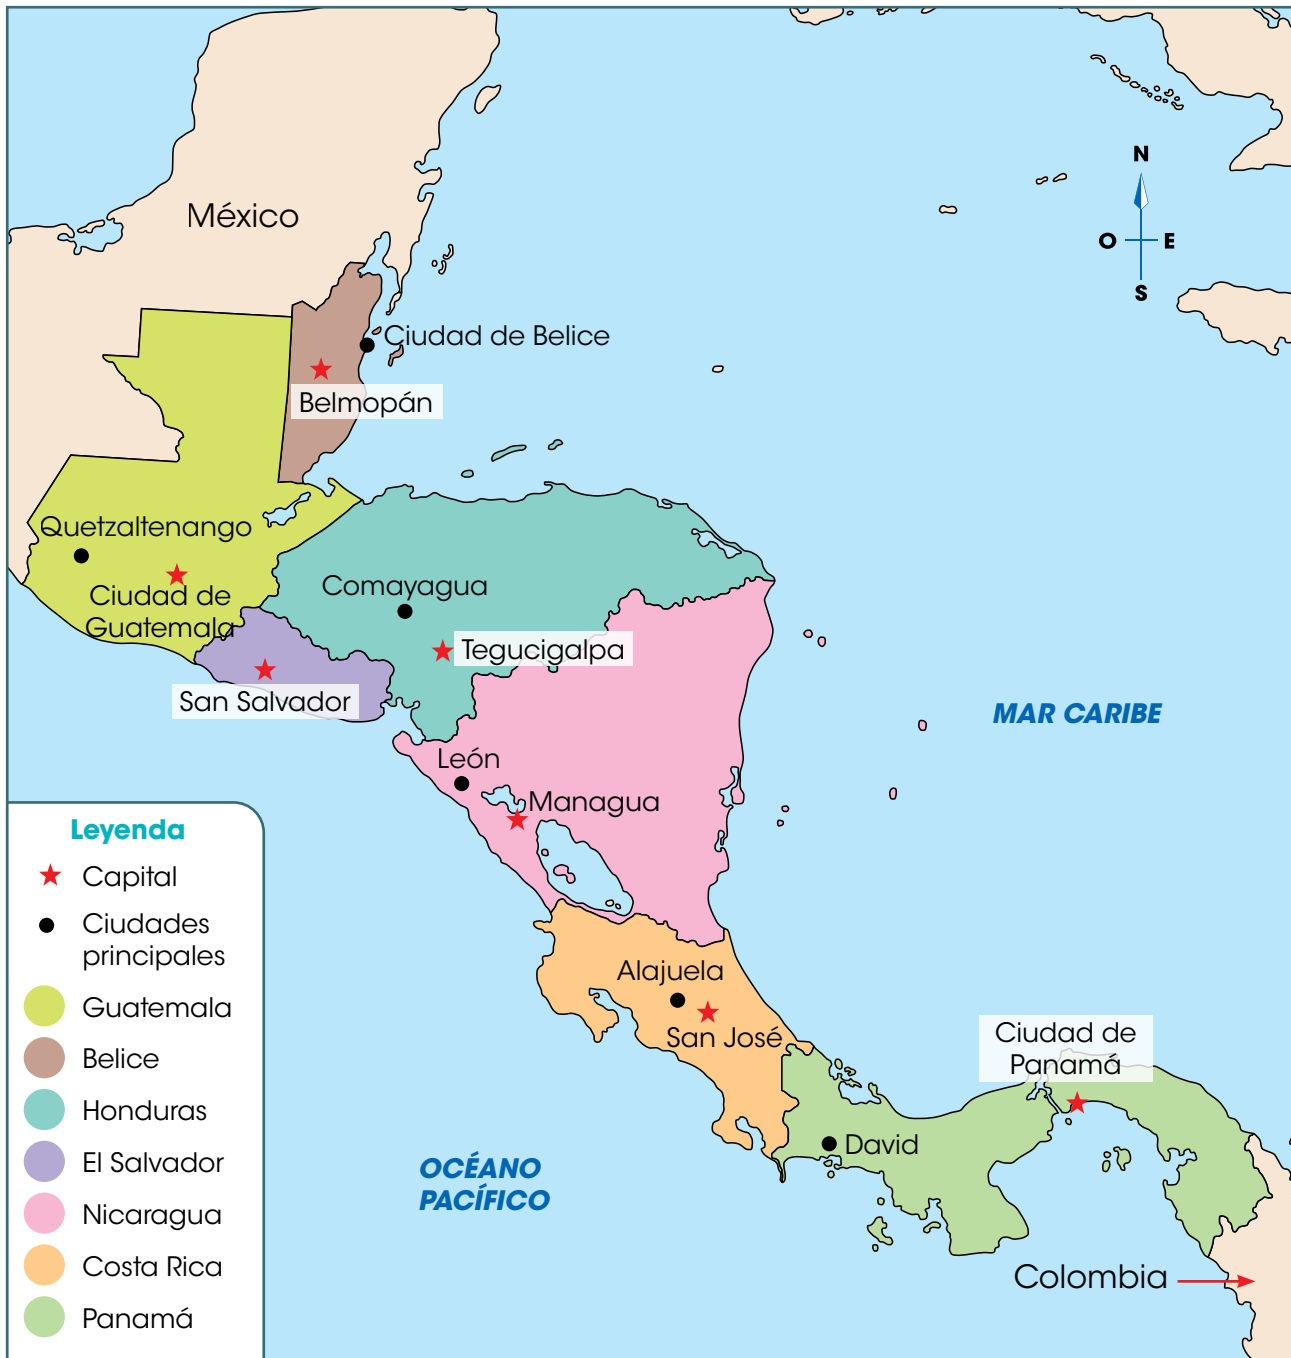 México
N
O
E
S
Ciudad de Belice
Belmopán
Quetzaltenango
Ciudad de
Guatemala
Comayagua
Tegucigalpa
San Salvador
MAR CARIBE
León
Managua
Leyenda
Capital
Ciudades
principales
Guatemala
Belice
Honduras
El Salvador
Nicaragua
Costa Rica
Panamá
Alajuela
San José
Ciudad de
Panamá
David
OCÉANO
PACÍFICO
Colombia